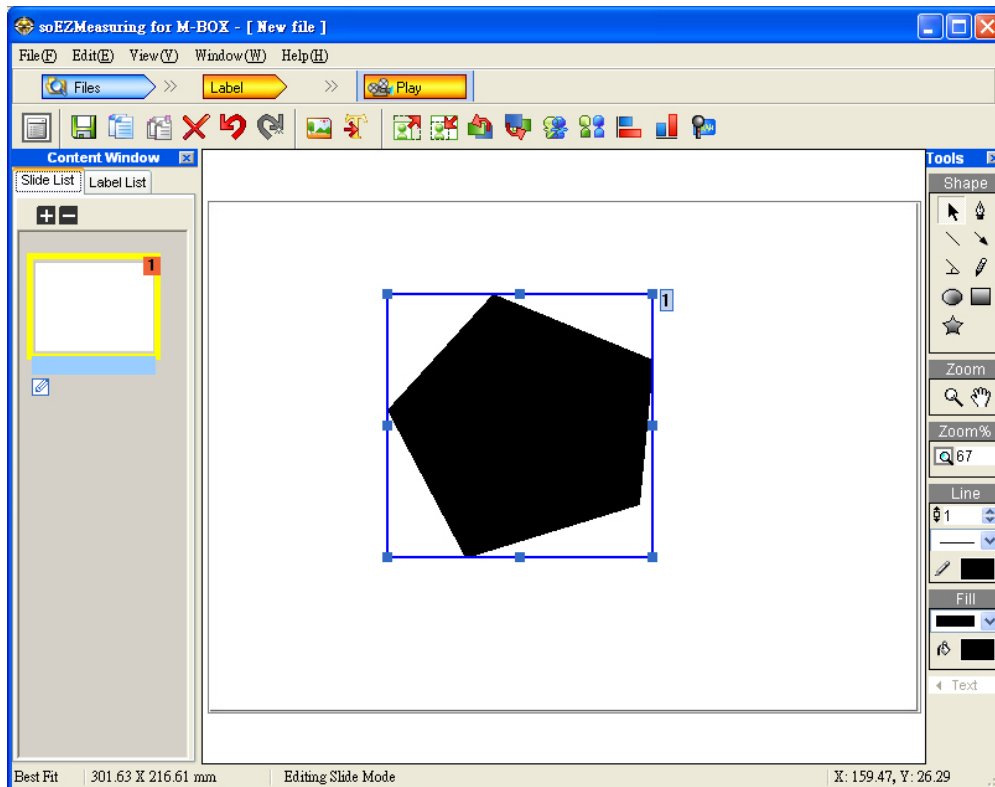 soEZMeasuring for M-BOX - [ New file ]
File(F) Edit(E) View(V) Window(W) Help(H)
Files Label Play
Content Window
Slide List Label List
1
1
Tools
Shape
Zoom
Zoom%
67
Line
1
Fill
Text
Best Fit 301.63 X 216.61 mm Editing Slide Mode X: 159.47, Y: 26.29